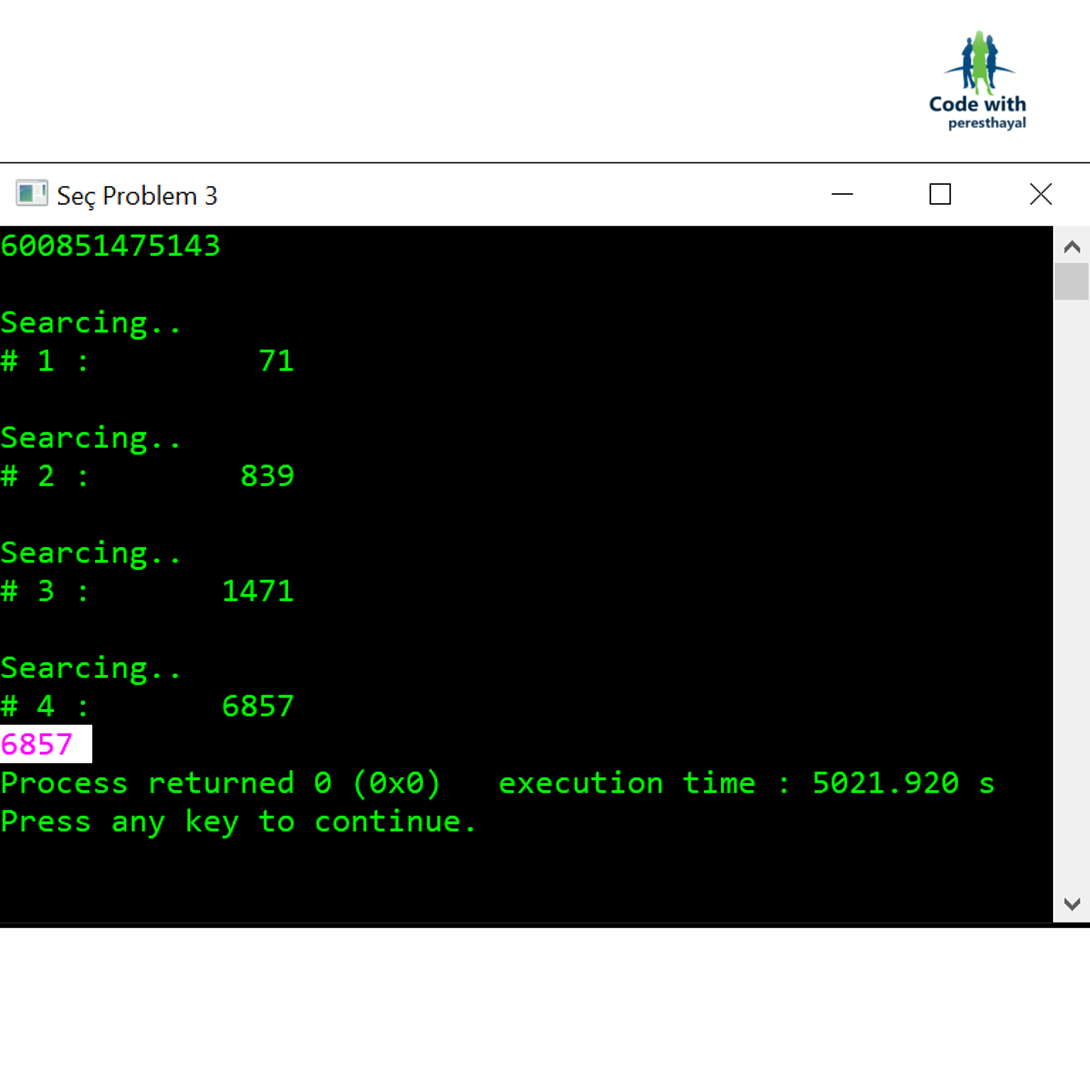 Code with
peresthayal
Seç Problem 3
600851475143
Searcing..
# 1 : 71
Searcing..
# 2 : 839
Searcing..
# 3 : 1471
Searcing..
# 4 : 6857
6857
Process returned 0 (0x0) execution time : 5021.920 s
Press any key to continue.